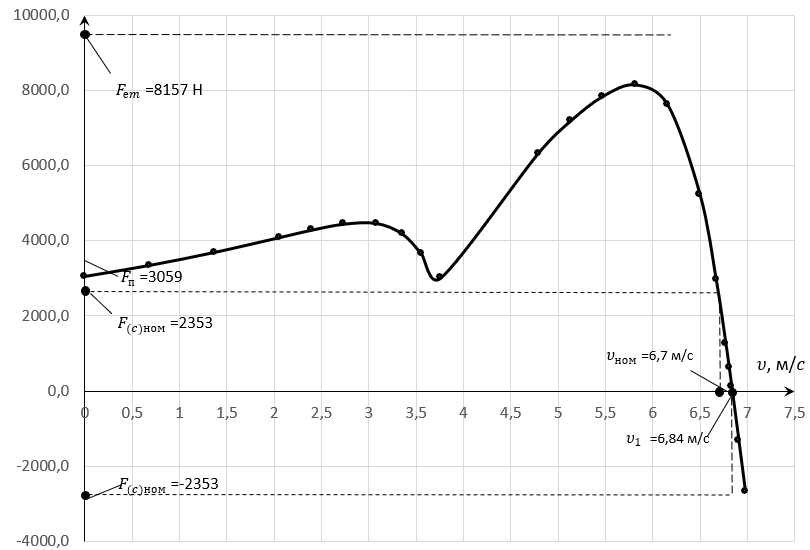 10000,0
F_em =8157 Н
8000,0
6000,0
4000,0
F_п =3059
F_(c)ном =2353
2000,0
υ_ном =6,7 м/с
υ, м/с
0,0
0 0,5 1 1,5 2 2,5 3 3,5 4 4,5 5 5,5 6 6,5 7 7,5
υ_1 =6,84 м/с
-2000,0
F_(c)ном =-2353
-4000,0